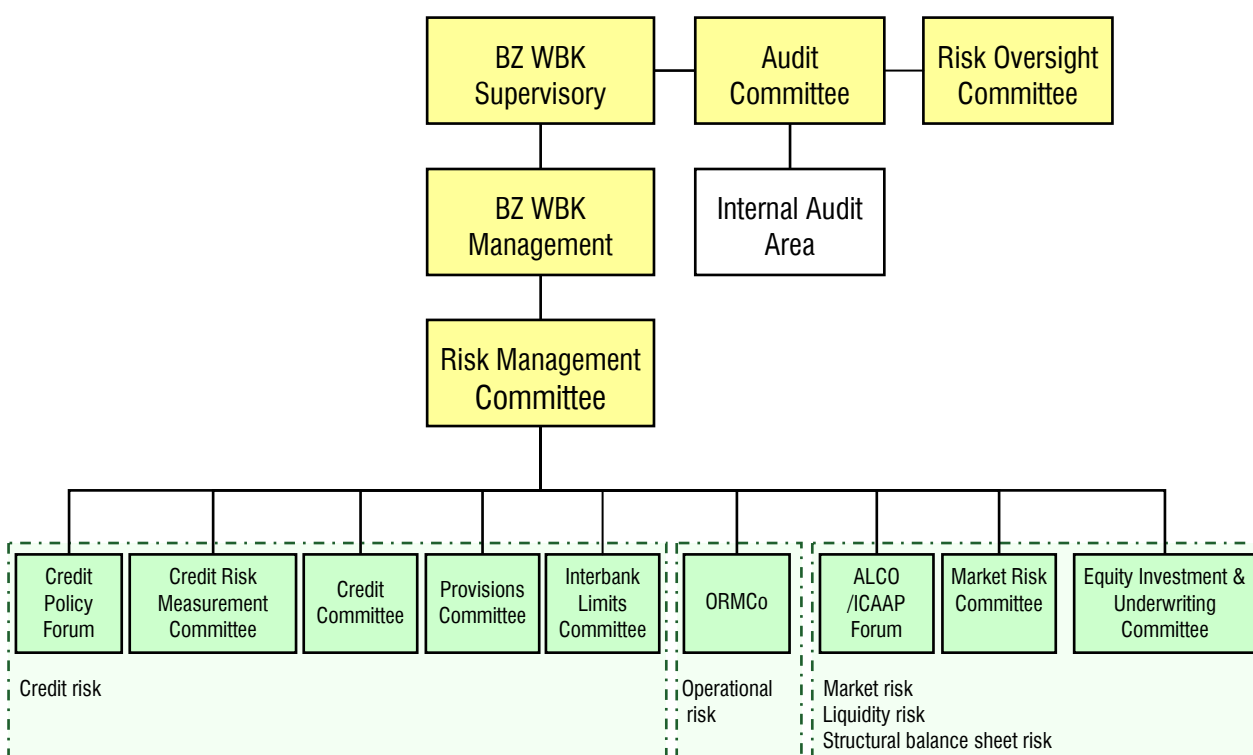 BZ WBK
Supervisory
Audit
Committee
Risk Oversight
Committee
BZ WBK
Management
Internal Audit
Area
Risk Management
Committee
Credit
Policy
Forum
Credit Risk
Measurement
Committee
Credit
Committee
Provisions
Committee
Interbank
Limits
Committee
ORMCo
ALCO
/ICAAP
Forum
Market Risk
Committee
Equity Investment &
Underwriting
Committee
Credit risk
Operational
risk
Market risk
Liquidity risk
Structural balance sheet risk